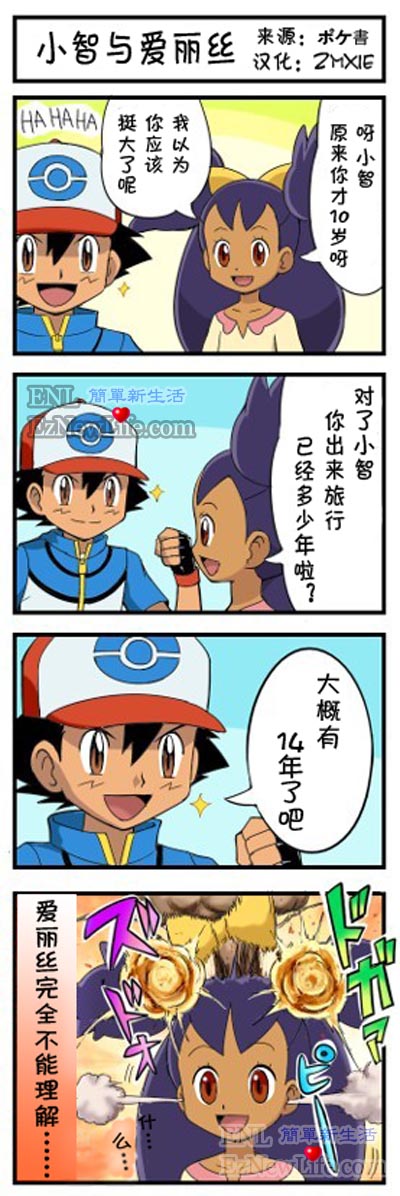 小智与爱丽丝
来源：ポケ書
汉化：ZMXIE
HAHAHA
呀小智
原来你才10岁呀
我以为
你应该
挺大了呢
ENL 簡單新生活
EzNewLife.com
对了小智
你出来旅行
已经多少年啦？
大概有
14年了吧
爱丽丝完全不能理解……
ズドォ
ドガァ
ピー
什…
么…
ENL 簡單新生活
EzNewLife.com